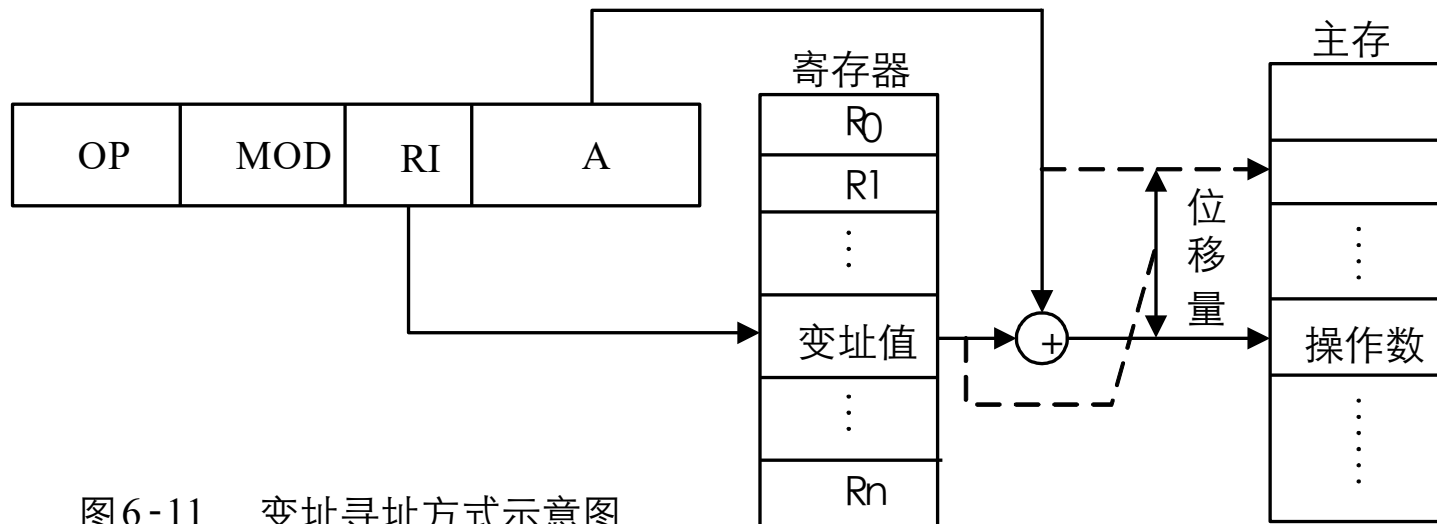 主存
寄存器
OP MOD RI A
R0
R1
⋮
变址值
⋮
Rn
+
位移量
⋮
操作数
⋮
图6-11 变址寻址方式示意图